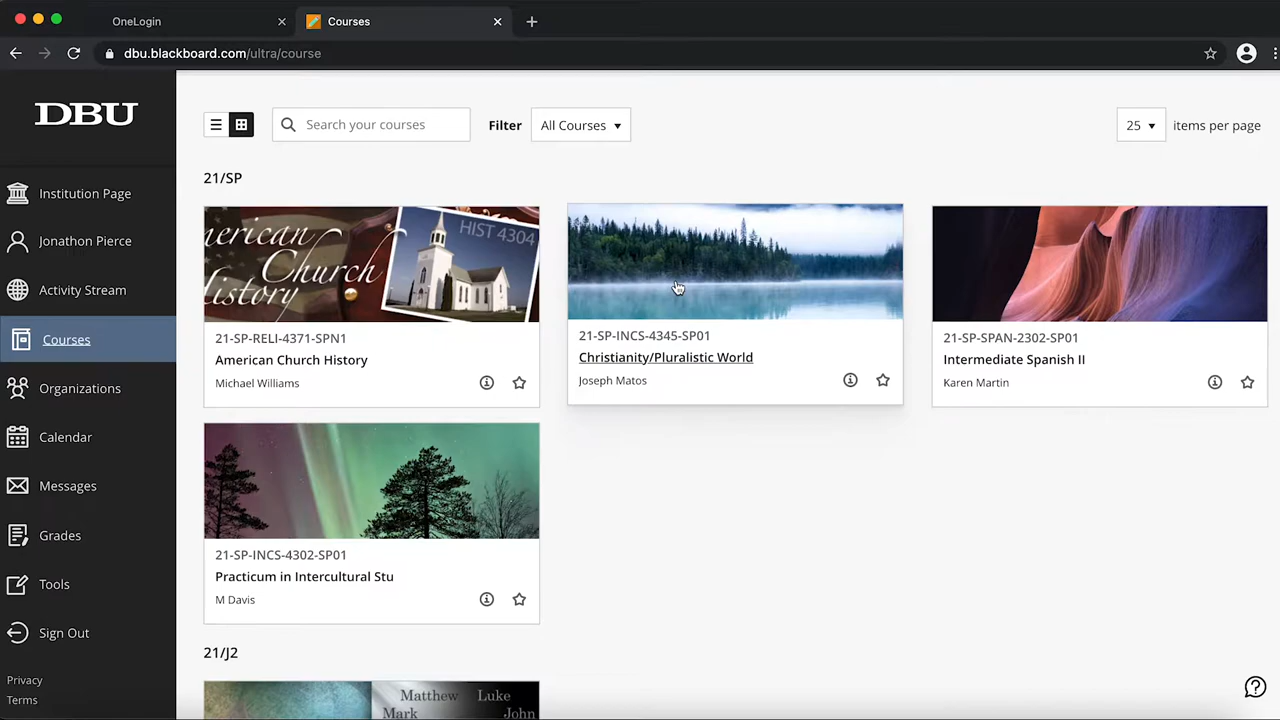 OneLogin
Courses
dbu.blackboard.com/ultra/course
DBU
Institution Page
Jonathon Pierce
Activity Stream
Courses
Organizations
Calendar
Messages
Grades
Tools
Sign Out
Privacy
Terms
Search your courses
Filter
All Courses
25
items per page
21/SP
HIST 4304
merican
Church
istory
21-SP-RELI-4371-SPN1
American Church History
Michael Williams
21-SP-INCS-4345-SP01
Christianity/Pluralistic World
Joseph Matos
21-SP-SPAN-2302-SP01
Intermediate Spanish II
Karen Martin
21-SP-INCS-4302-SP01
Practicum in Intercultural Stu
M Davis
21/J2
Matthew Luke
Mark John